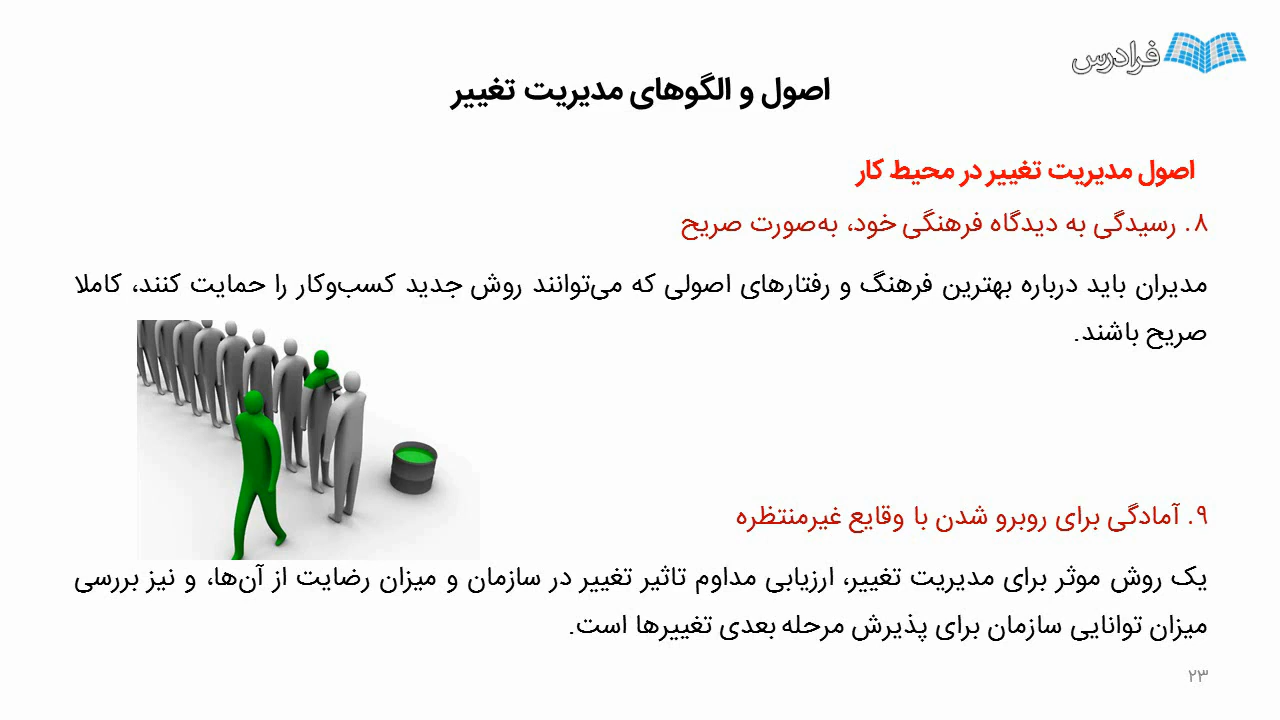 فرادرس
اصول و الگوهای مدیریت تغییر
اصول مدیریت تغییر در محیط کار
۸. رسیدگی به دیدگاه فرهنگی خود، به‌صورت صریح
مدیران باید درباره بهترین فرهنگ و رفتارهای اصولی که می‌توانند روش جدید کسب‌وکار را حمایت کنند، کاملا
صریح باشند.
۹. آمادگی برای روبرو شدن با وقایع غیرمنتظره
یک روش موثر برای مدیریت تغییر، ارزیابی مداوم تاثیر تغییر در سازمان و میزان رضایت از آن‌ها، و نیز بررسی
میزان توانایی سازمان برای پذیرش مرحله بعدی تغییرها است.
۲۳